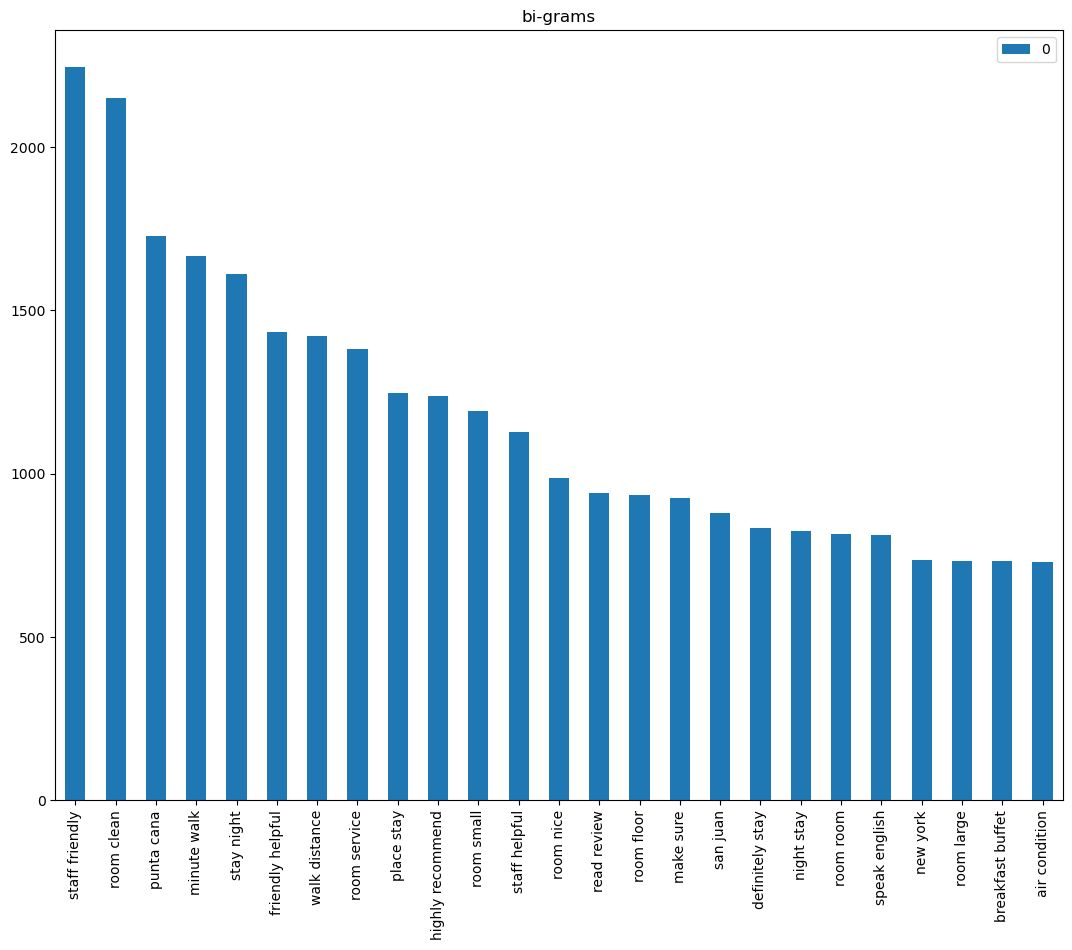 bi-grams
0
2000
1500
1000
500
0
staff friendly
room clean
punta cana
minute walk
stay night
friendly helpful
walk distance
room service
place stay
highly recommend
room small
staff helpful
room nice
read review
room floor
make sure
san juan
definitely stay
night stay
room room
speak english
new york
room large
breakfast buffet
air condition